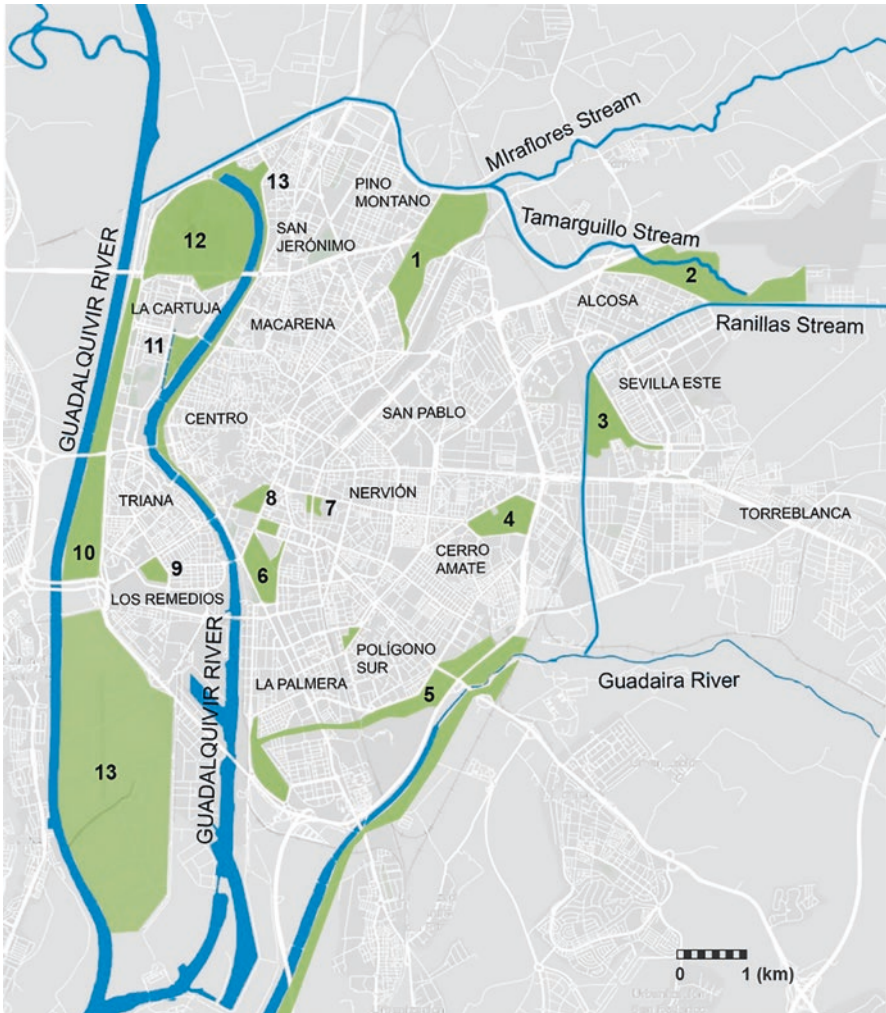 MIraflores Stream
13
PINO
MONTANO
SAN
JERÓNIMO
12
1
Tamarguillo Stream
2
GUADALQUIVIR RIVER
ALCOSA
LA CARTUJA
MACARENA
Ranillas Stream
11
SEVILLA ESTE
CENTRO
SAN PABLO
3
TRIANA
8
7
NERVIÓN
4
TORREBLANCA
10
9
6
CERRO
AMATE
LOS REMEDIOS
POLÍGONO
SUR
LA PALMERA
5
Guadaira River
GUADALQUIVIR RIVER
13
0
1 (km)